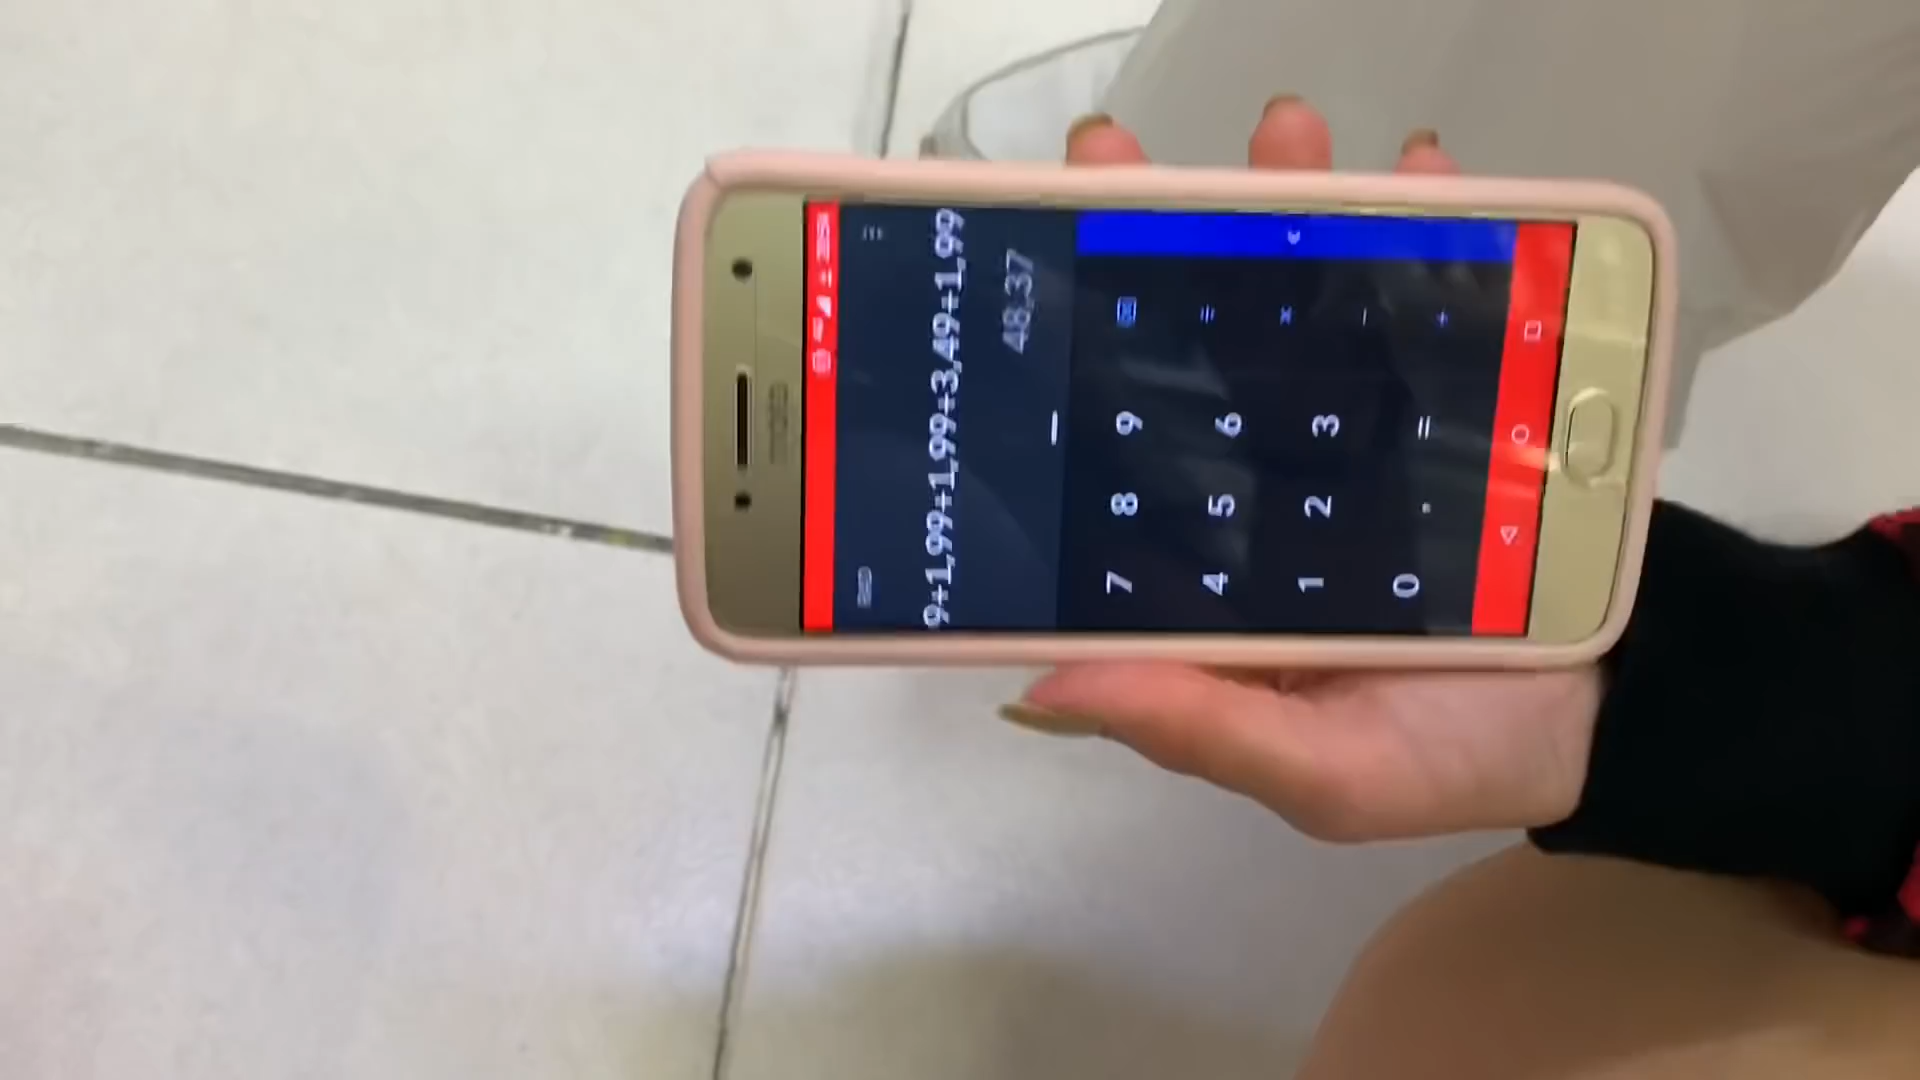 9+1,99+1,99+3,49+1,99
48,37
7 8 9
4 5 6 ÷
1 2 3 ×
0 . = −
+